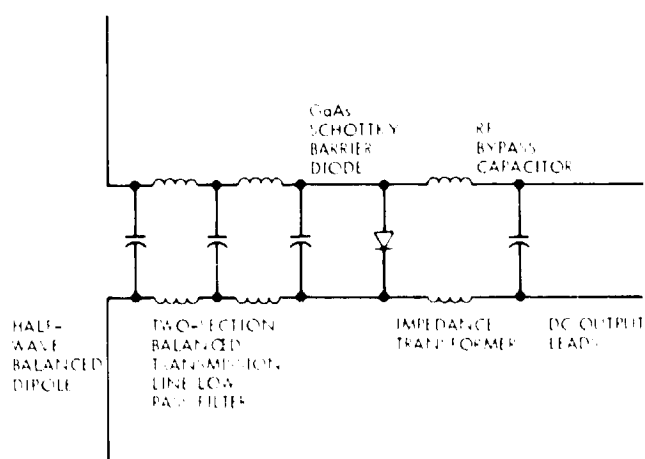 GaAs
SCHOTTKY
BARRIER
DIODE
RF
BYPASS
CAPACITOR
HALF-
WAVE
BALANCED
DIPOLE
TWO-SECTION
BALANCED
TRANSMISSION
LINE LOW
PASS FILTER
IMPEDANCE
TRANSFORMER
DC OUTPUT
LEADS